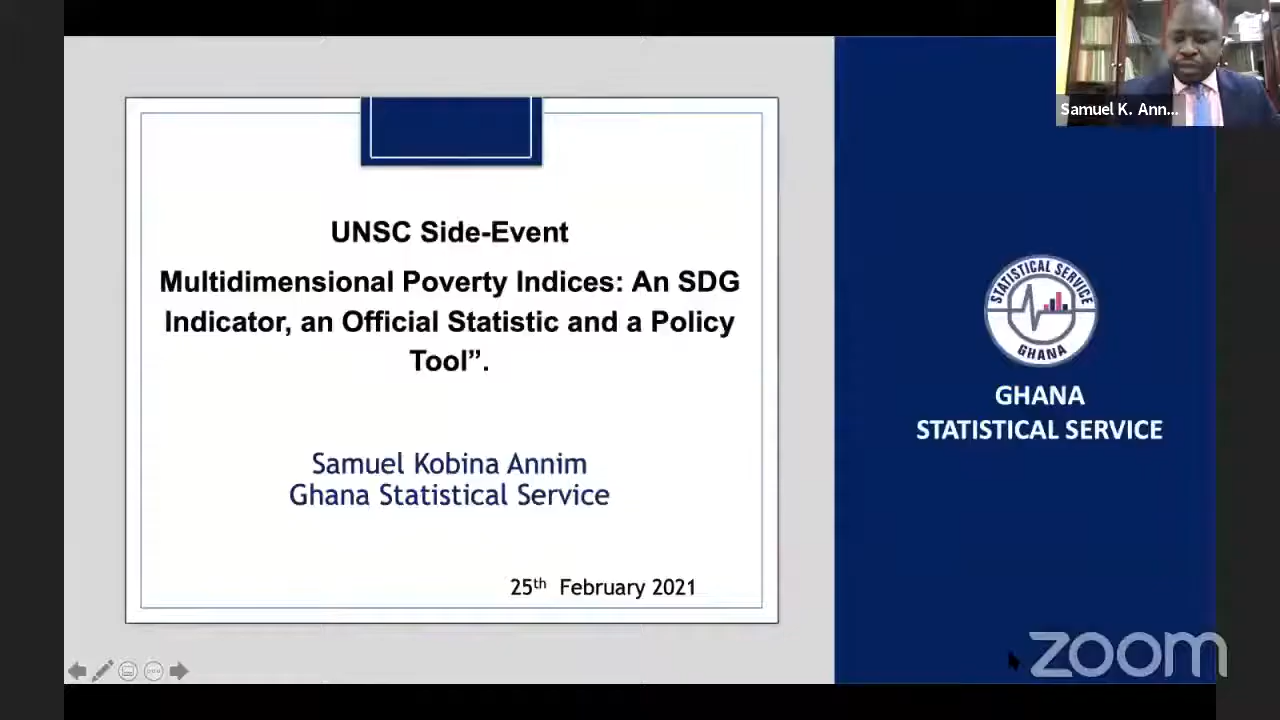 Samuel K. Ann...
UNSC Side-Event
Multidimensional Poverty Indices: An SDG
Indicator, an Official Statistic and a Policy
Tool”.
Samuel Kobina Annim
Ghana Statistical Service
25th February 2021
STATISTICAL SERVICE
GHANA
GHANA
STATISTICAL SERVICE
zoom